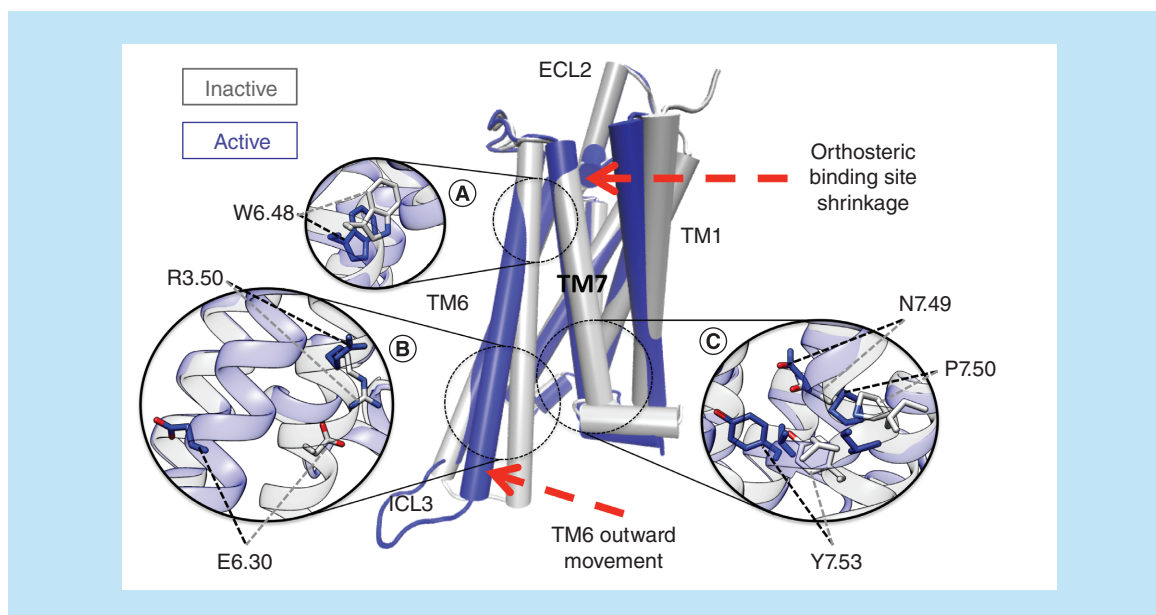 Inactive
Active
ECL2
Orthosteric
binding site
shrinkage
A
W6.48
TM1
R3.50
TM6
TM7
N7.49
B
C
P7.50
ICL3
TM6 outward
movement
E6.30
Y7.53